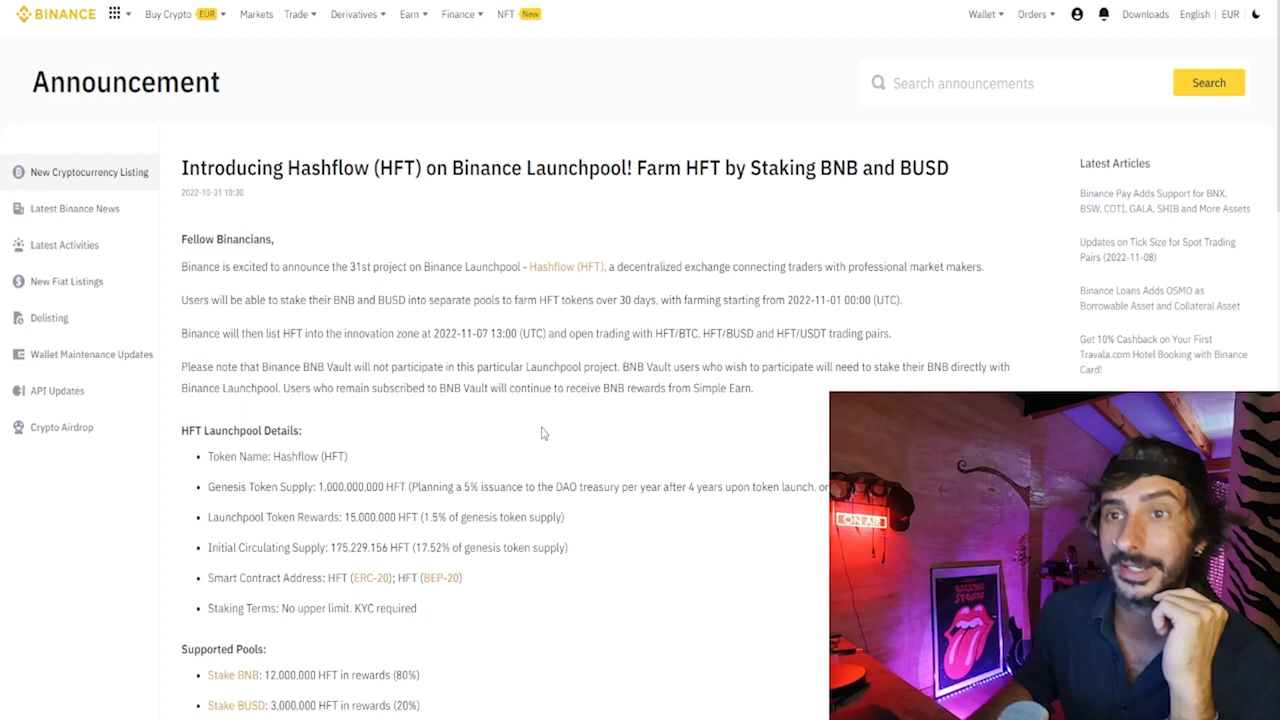 BINANCE
Buy Crypto EUR
Markets
Trade
Derivatives
Earn
Finance
NFT New
Wallet
Orders
Downloads
English | EUR
Announcement
Search announcements
Search
New Cryptocurrency Listing
Latest Binance News
Latest Activities
New Fiat Listings
Delisting
Wallet Maintenance Updates
API Updates
Crypto Airdrop
Introducing Hashflow (HFT) on Binance Launchpool! Farm HFT by Staking BNB and BUSD
2022-10-31 10:30
Fellow Binancians,
Binance is excited to announce the 31st project on Binance Launchpool - Hashflow (HFT), a decentralized exchange connecting traders with professional market makers.
Users will be able to stake their BNB and BUSD into separate pools to farm HFT tokens over 30 days, with farming starting from 2022-11-01 00:00 (UTC).
Binance will then list HFT into the innovation zone at 2022-11-07 13:00 (UTC) and open trading with HFT/BTC. HFT/BUSD and HFT/USDT trading pairs.
Please note that Binance BNB Vault will not participate in this particular Launchpool project. BNB Vault users who wish to participate will need to stake their BNB directly with
Binance Launchpool. Users who remain subscribed to BNB Vault will continue to receive BNB rewards from Simple Earn.
HFT Launchpool Details:
• Token Name: Hashflow (HFT)
• Genesis Token Supply: 1,000,000,000 HFT (Planning a 5% issuance to the DAO treasury per year after 4 years upon token launch, or
• Launchpool Token Rewards: 15,000,000 HFT (1.5% of genesis token supply)
• Initial Circulating Supply: 175.229.156 HFT (17.52% of genesis token supply)
• Smart Contract Address: HFT (ERC-20); HFT (BEP-20)
• Staking Terms: No upper limit. KYC required
Supported Pools:
• Stake BNB: 12,000,000 HFT in rewards (80%)
• Stake BUSD: 3,000,000 HFT in rewards (20%)
Latest Articles
Binance Pay Adds Support for BNX,
BSW, COTI, GALA, SHIB and More Assets
Updates on Tick Size for Spot Trading
Pairs (2022-11-08)
Binance Loans Adds OSMO as
Borrowable Asset and Collateral Asset
Get 10% Cashback on Your First
Travala.com Hotel Booking with Binance
Card!
ON AIR
ROLLING
STONES